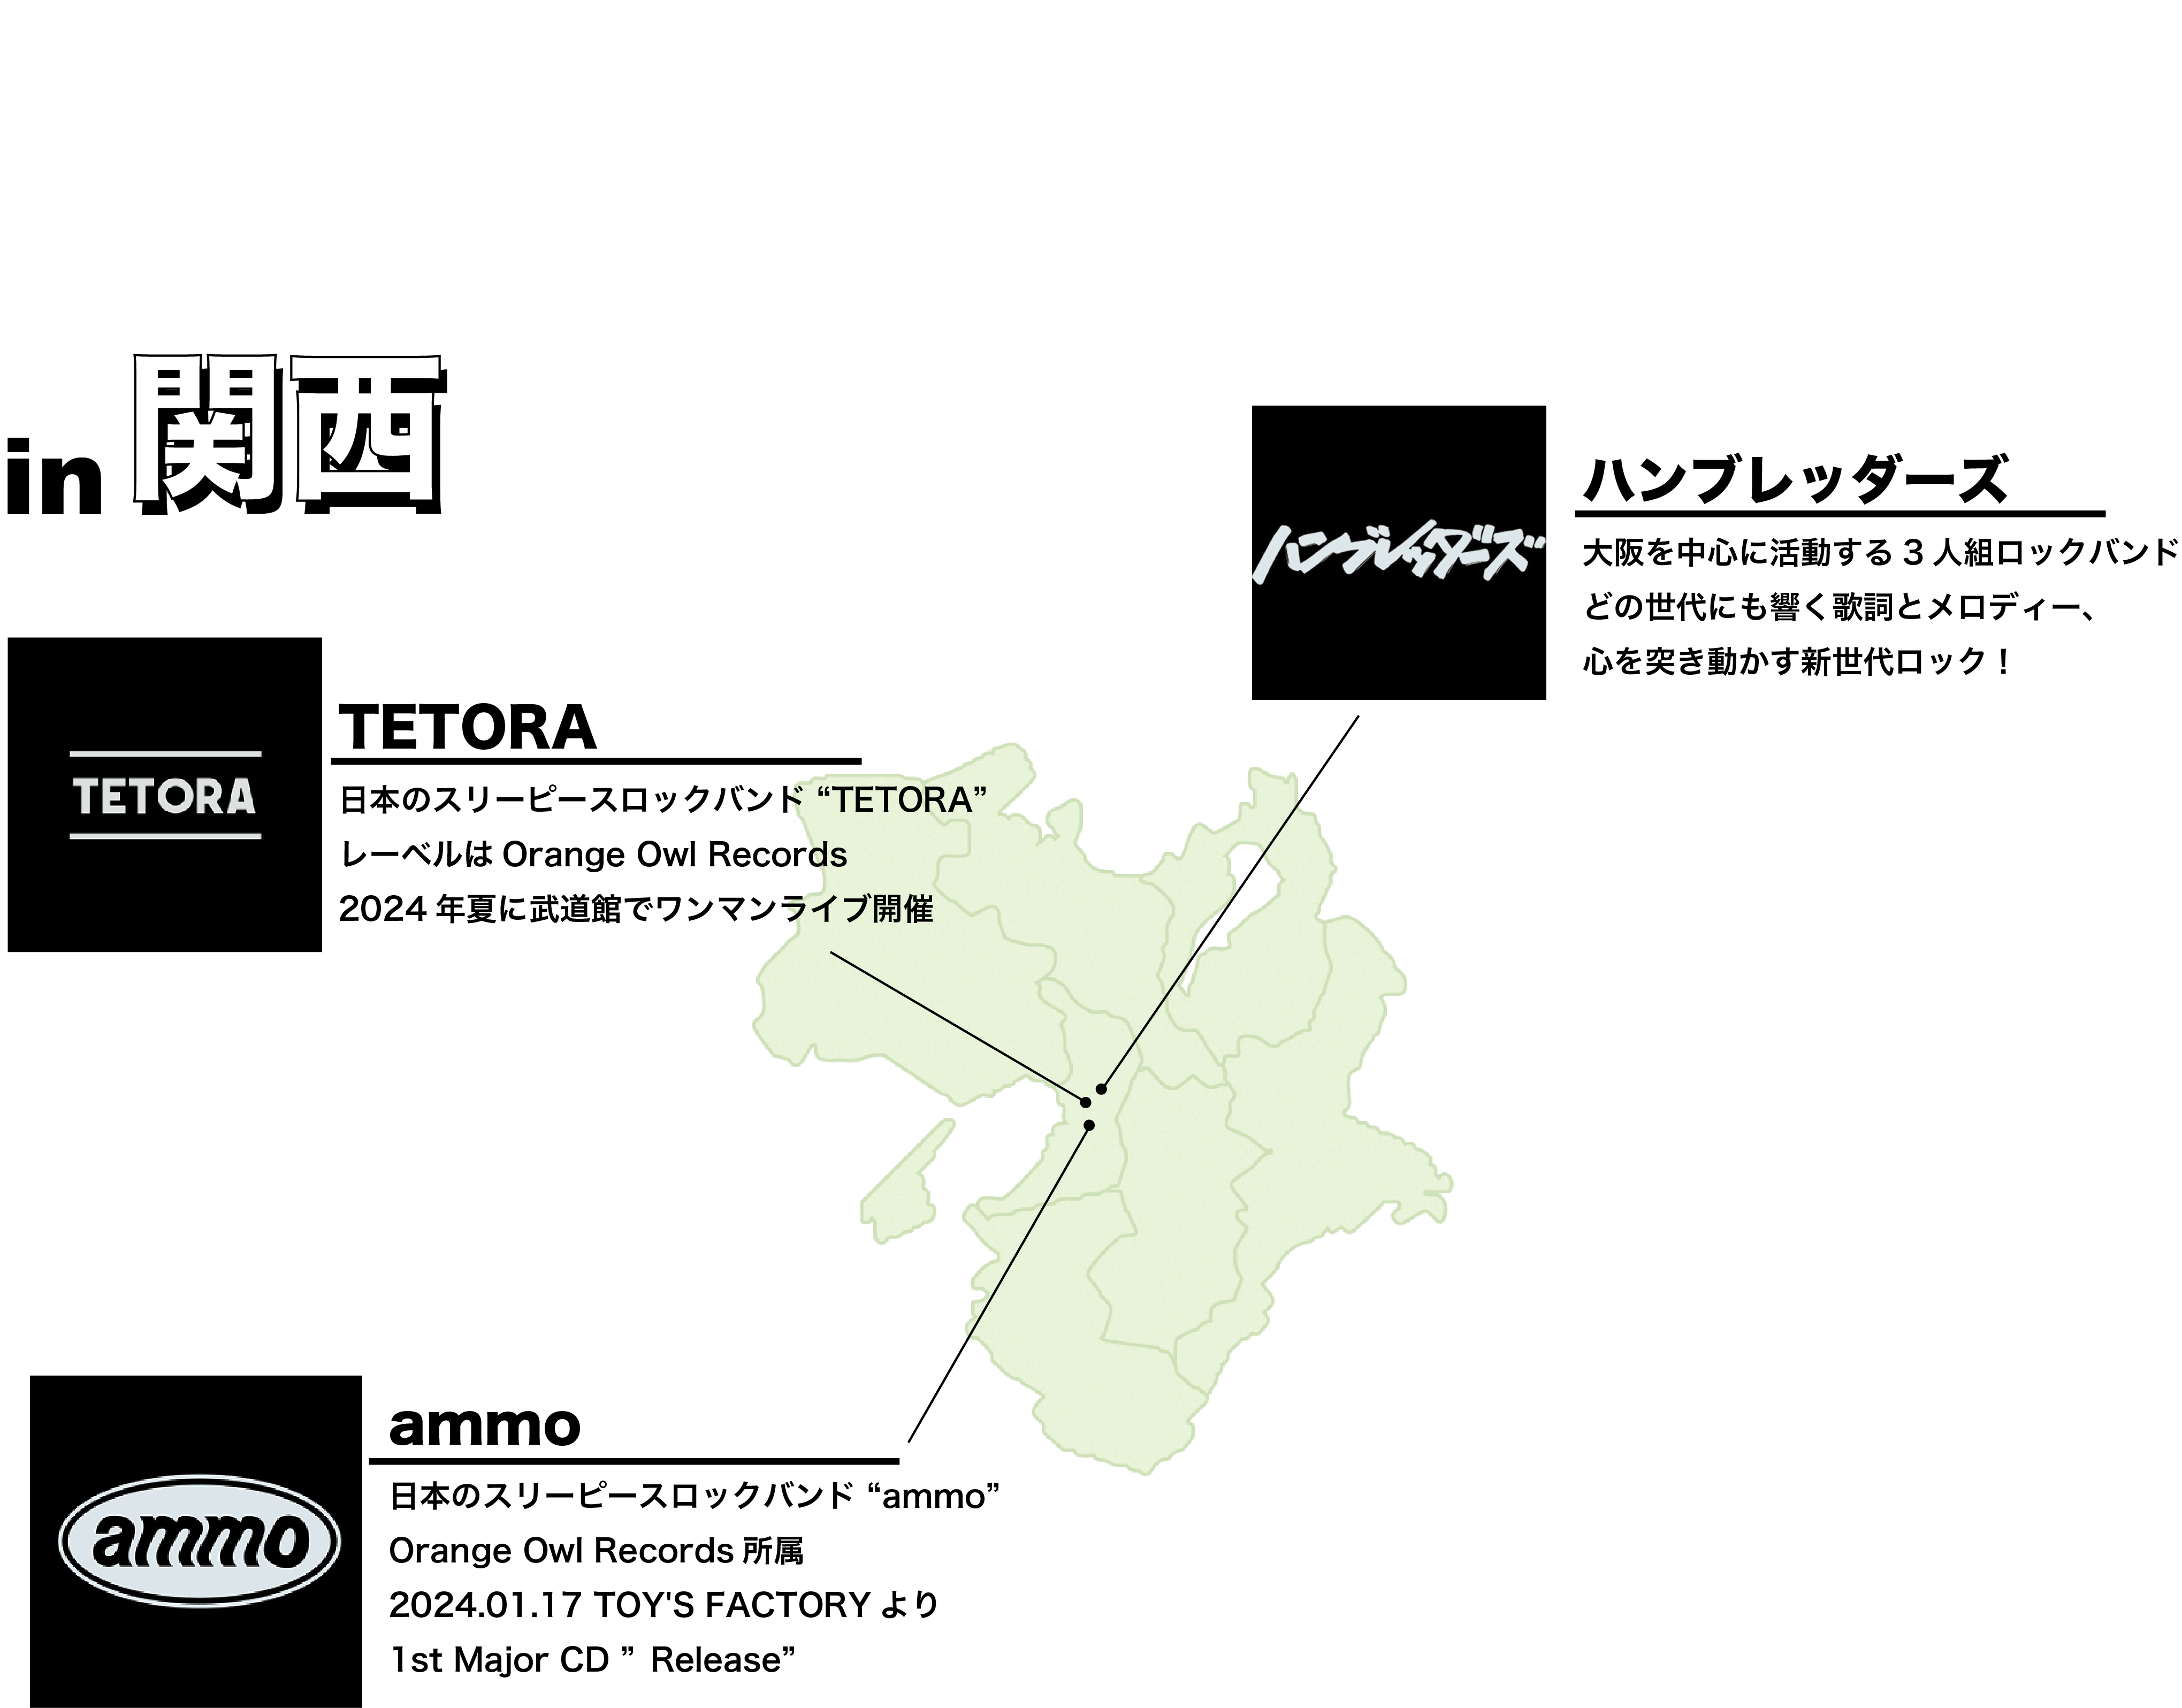 in 関西
ハンブレッダーズ
ハンブレッダーズ
大阪を中心に活動する 3 人組ロックバンド
どの世代にも響く歌詞とメロディー、
心を突き動かす新世代ロック！
TETORA
TETORA
日本のスリーピースロックバンド “TETORA”
レーベルは Orange Owl Records
2024 年夏に武道館でワンマンライブ開催
ammo
ammo
日本のスリーピースロックバンド “ammo”
Orange Owl Records 所属
2024.01.17 TOY'S FACTORY より
1st Major CD ” Release”